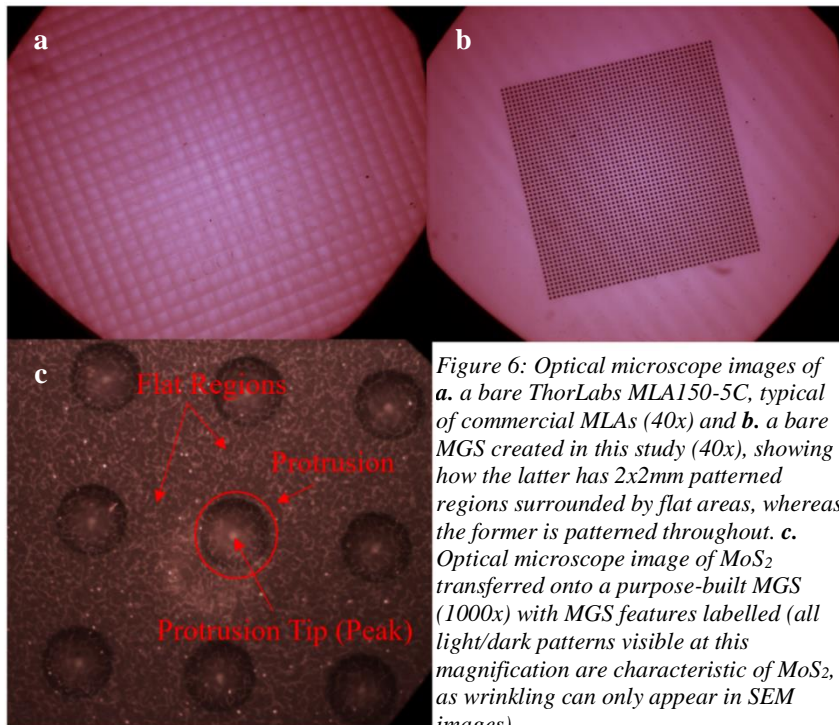 a
b
c
Flat Regions
Protrusion
Protrusion Tip (Peak)
Figure 6: Optical microscope images of
a. a bare ThorLabs MLA150-5C, typical
of commercial MLAs (40x) and b. a bare
MGS created in this study (40x), showing
how the latter has 2x2mm patterned
regions surrounded by flat areas, whereas
the former is patterned throughout. c.
Optical microscope image of MoS₂
transferred onto a purpose-built MGS
(1000x) with MGS features labelled (all
light/dark patterns visible at this
magnification are characteristic of MoS₂,
as wrinkling can only appear in SEM
images)